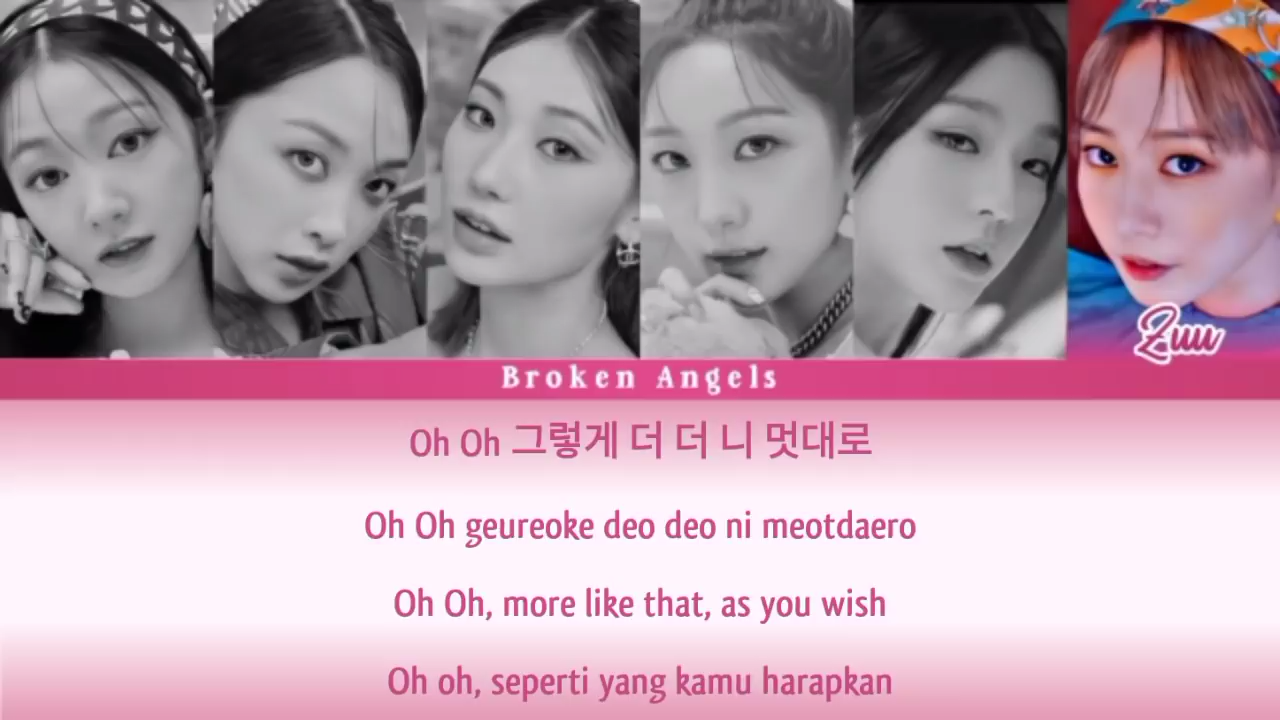 Zuu
Broken Angels
Oh Oh 그렇게 더 더 니 멋대로
Oh Oh geureoke deo deo ni meotdaero
Oh Oh, more like that, as you wish
Oh oh, seperti yang kamu harapkan